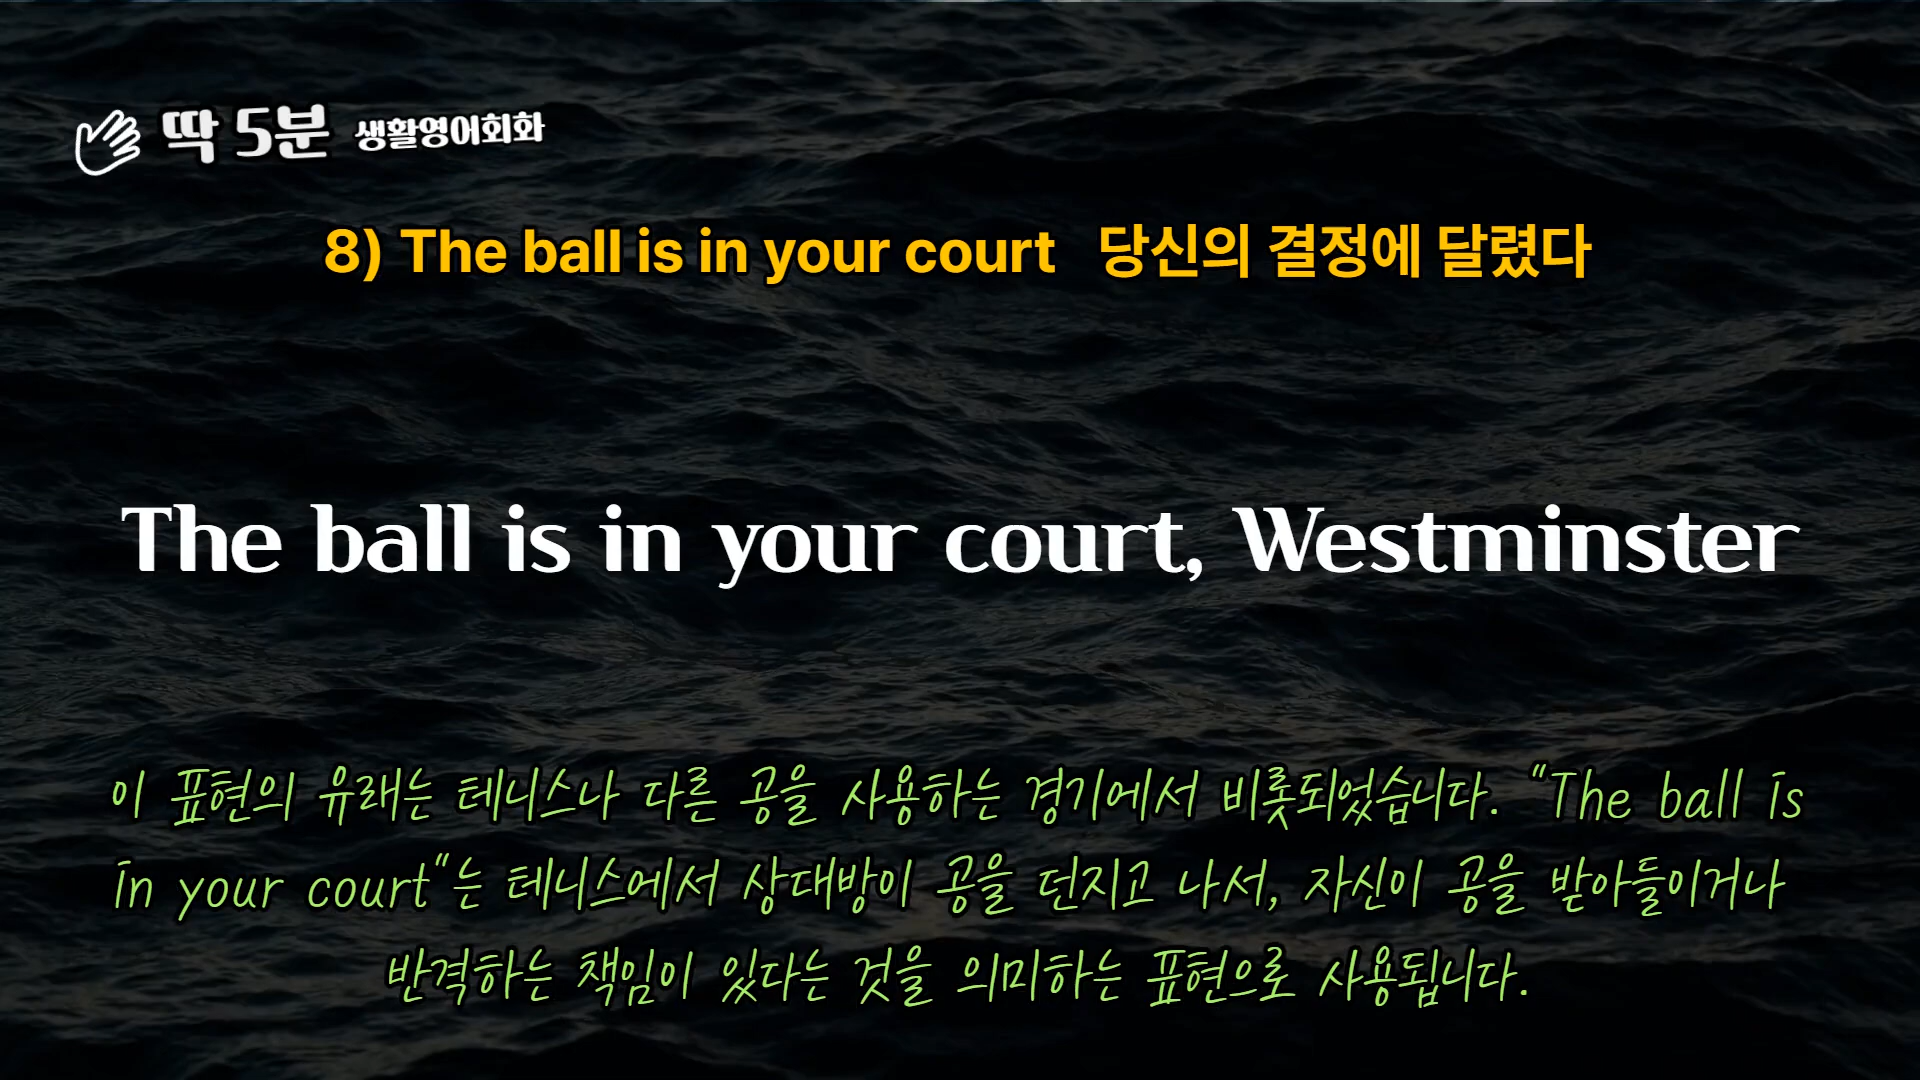 딱 5분 생활영어회화
8) The ball is in your court 당신의 결정에 달렸다
The ball is in your court, Westminster
이 표현의 유래는 테니스나 다른 공을 사용하는 경기에서 비롯되었습니다. "The ball is
in your court"는 테니스에서 상대방이 공을 던지고 나서, 자신이 공을 받아들이거나
반격하는 책임이 있다는 것을 의미하는 표현으로 사용됩니다.